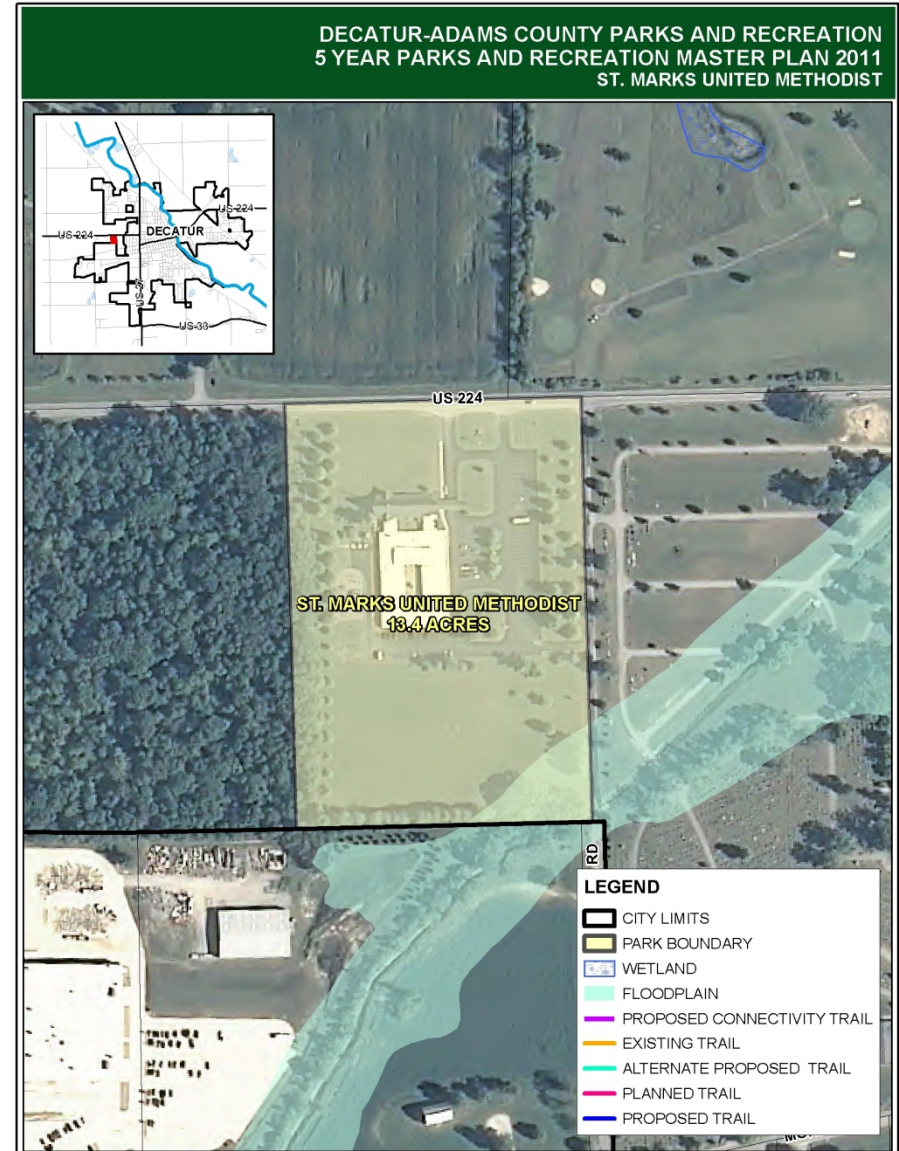 DECATUR-ADAMS COUNTY PARKS AND RECREATION
5 YEAR PARKS AND RECREATION MASTER PLAN 2011
ST. MARKS UNITED METHODIST
US-224
US-224
DECATUR
US-33
US 224
ST. MARKS UNITED METHODIST
13.4 ACRES
RD
LEGEND
CITY LIMITS
PARK BOUNDARY
WETLAND
FLOODPLAIN
PROPOSED CONNECTIVITY TRAIL
EXISTING TRAIL
ALTERNATE PROPOSED TRAIL
PLANNED TRAIL
PROPOSED TRAIL